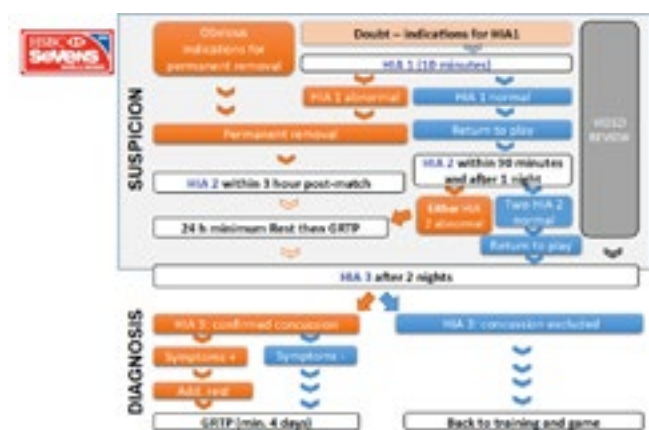 HSBC
SEVENS
Obvious
indications for
permanent removal
Doubt – indications for HIA1
HIA 1 (10 minutes)
HIA 1 abnormal
HIA 1 normal
VIDEO
REVIEW
Permanent removal
Return to play
HIA 2 within 3 hour post-match
HIA 2 within 90 minutes
and after 1 night
Either HIA
2 abnormal
Two HIA 2
normal
24 h minimum Rest then GRTP
Return to play
SUSPICION
HIA 3 after 2 nights
HIA 3: confirmed concussion
HIA 3: concussion excluded
Symptoms +
Symptoms -
Add. rest
DIAGNOSIS
GRTP (min. 4 days)
Back to training and game